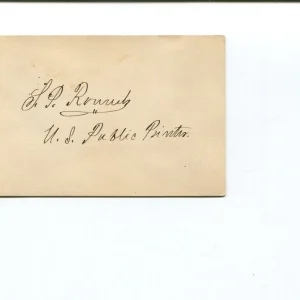 S. P. Rounds
U. S. Public Printer.